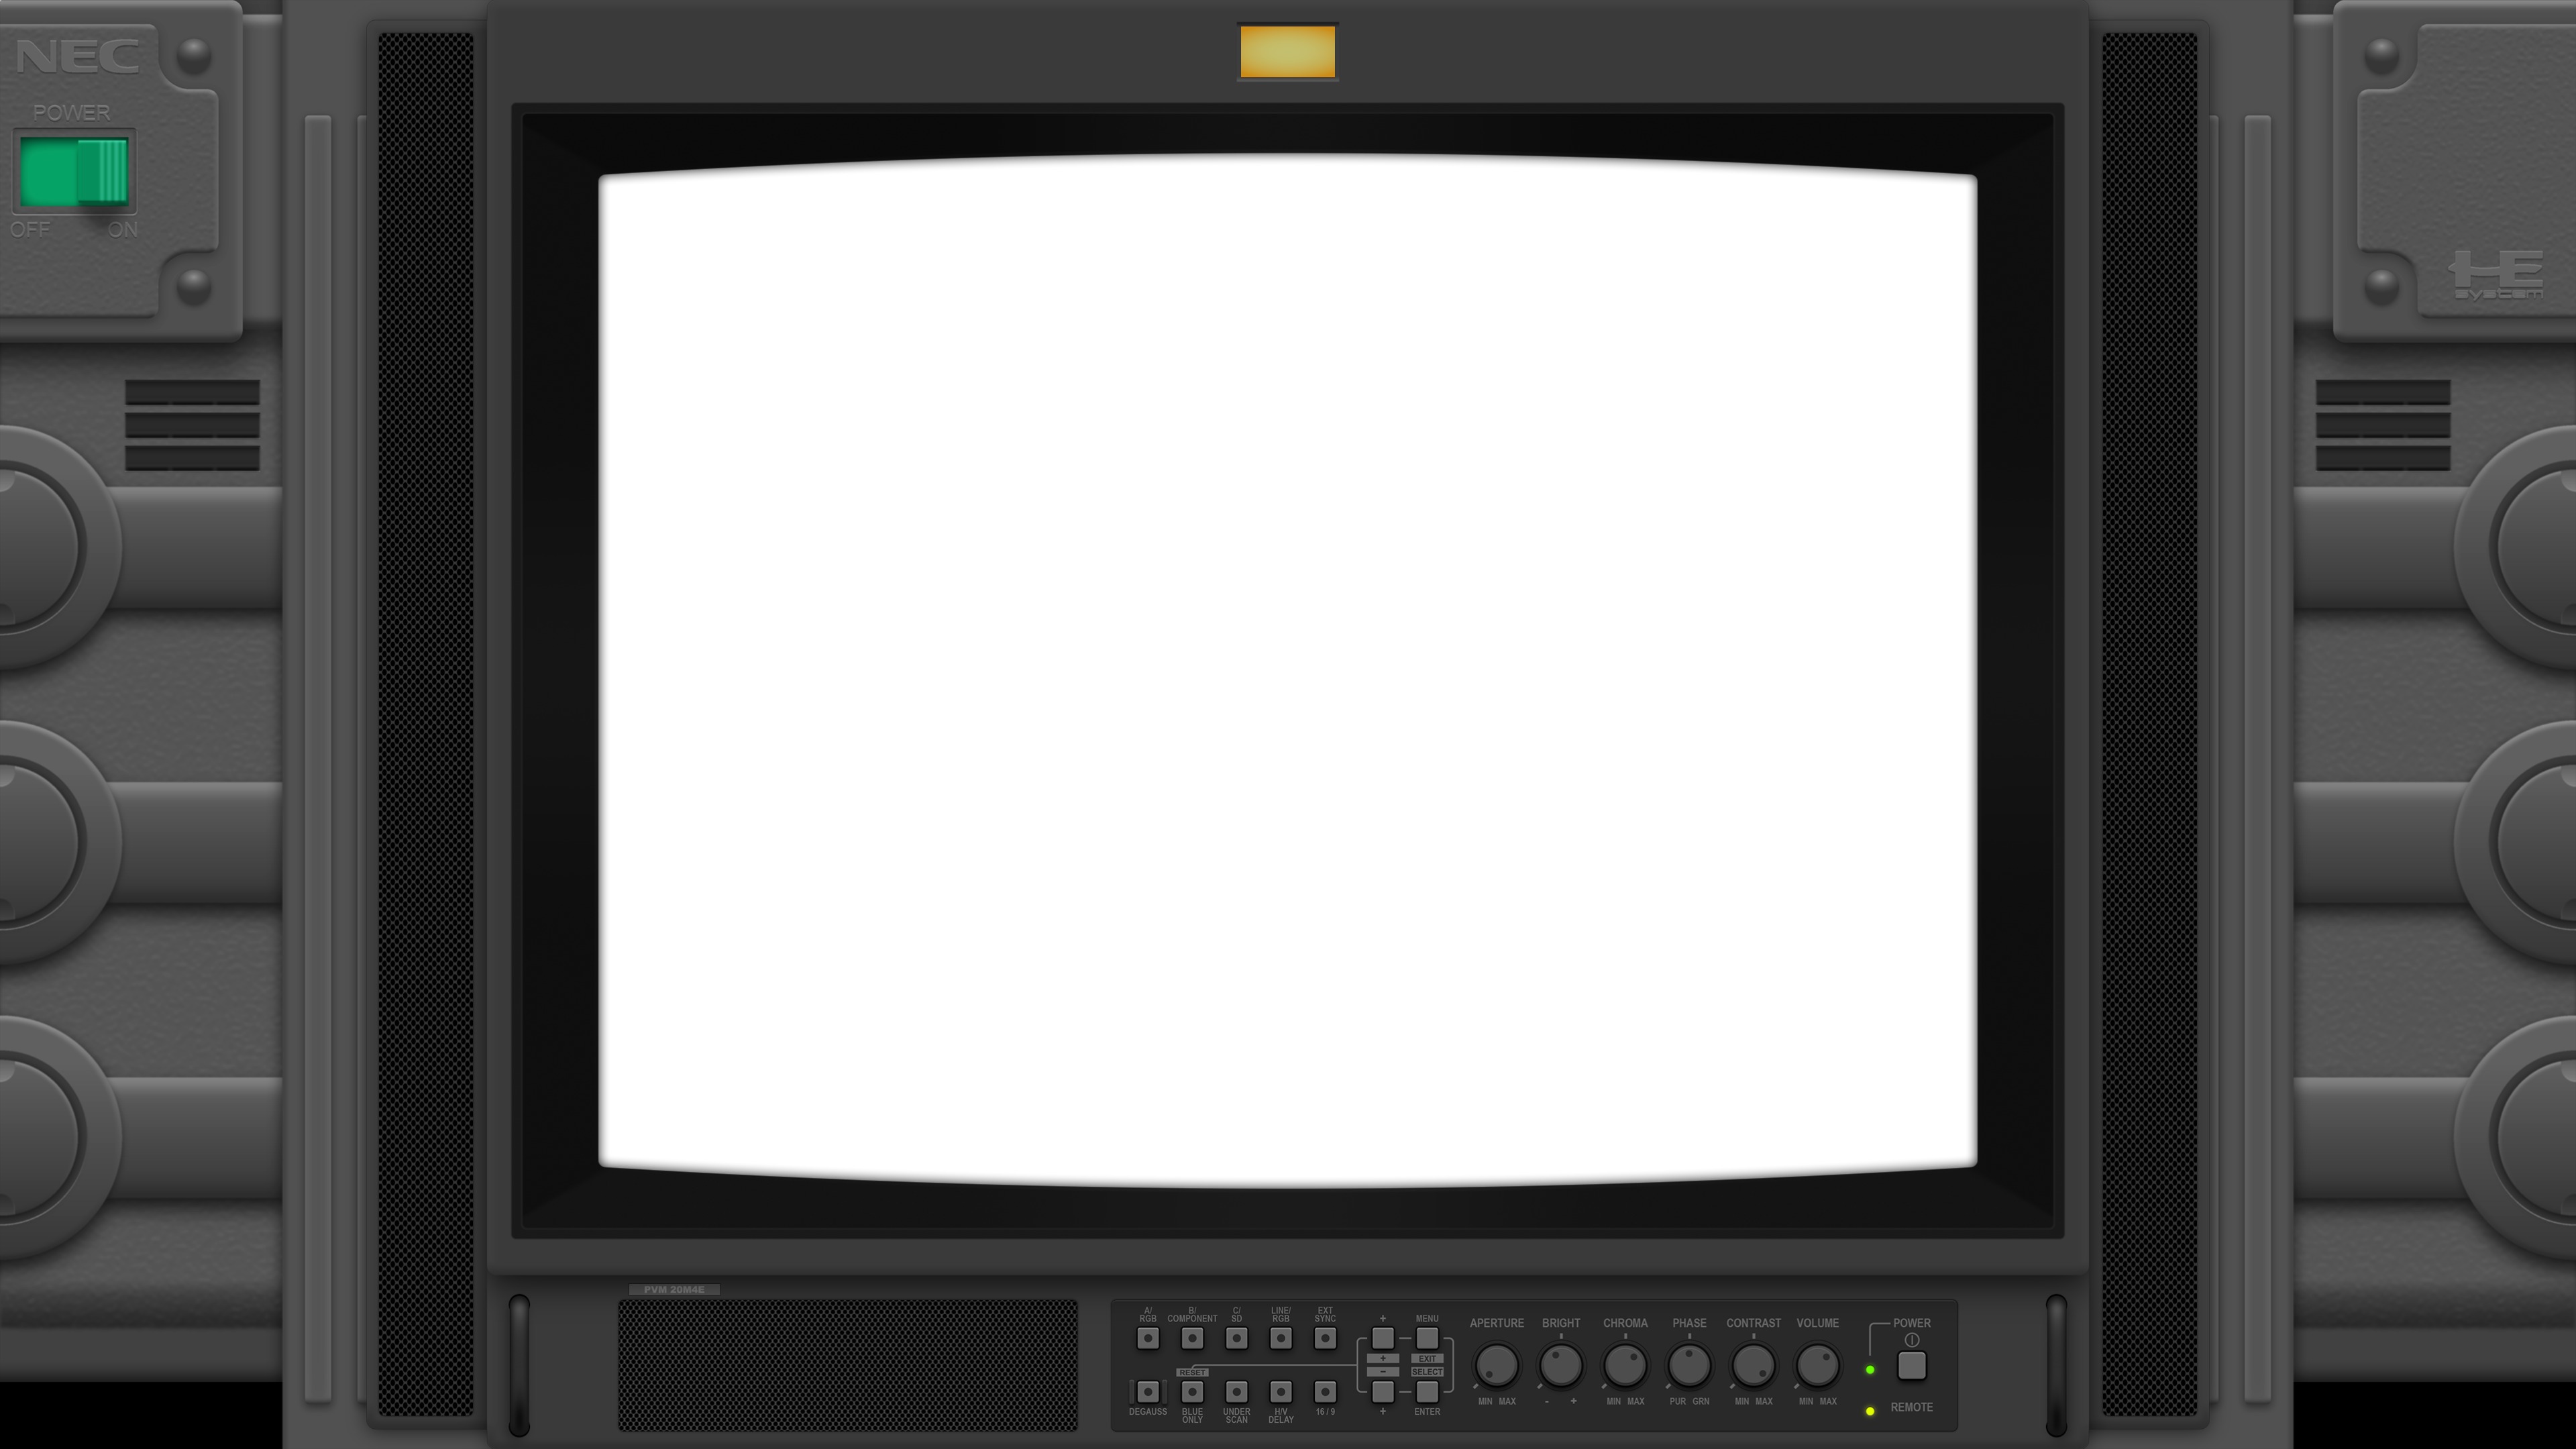 NEC
POWER
OFF ON
HE
system
PVM 20M4E
A/
RGB
B/
COMPONENT
C/
SD
LINE/
RGB
EXT
SYNC
+
MENU
+
EXIT
RESET
−
SELECT
DEGAUSS
BLUE
ONLY
UNDER
SCAN
H/V
DELAY
16 / 9
+
ENTER
APERTURE
MIN MAX
BRIGHT
- +
CHROMA
MIN MAX
PHASE
PUR GRN
CONTRAST
MIN MAX
VOLUME
MIN MAX
POWER
REMOTE